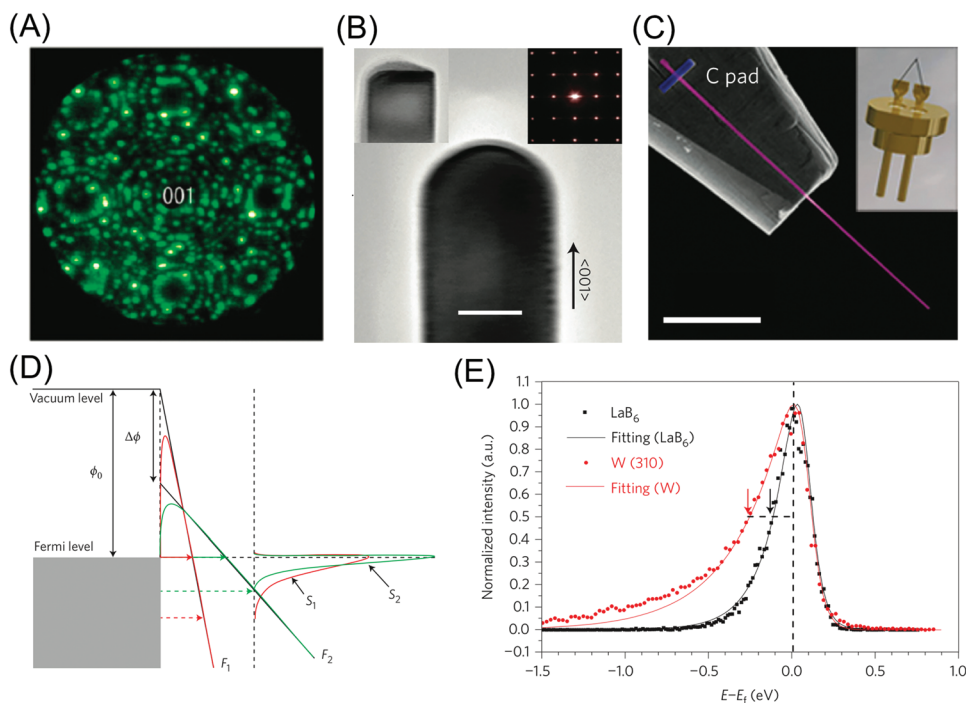 (A)
001
(B)
<001>
(C)
C pad
(D)
Vacuum level
Δϕ
ϕ0
Fermi level
S1
S2
F1
F2
(E)
Normalized intensity (a.u.)
1.1
1.0
0.9
0.8
0.7
0.6
0.5
0.4
0.3
0.2
0.1
0.0
−0.1
LaB6
Fitting (LaB6)
W (310)
Fitting (W)
−1.5 −1.0 −0.5 0.0 0.5 1.0
E−Ef (eV)